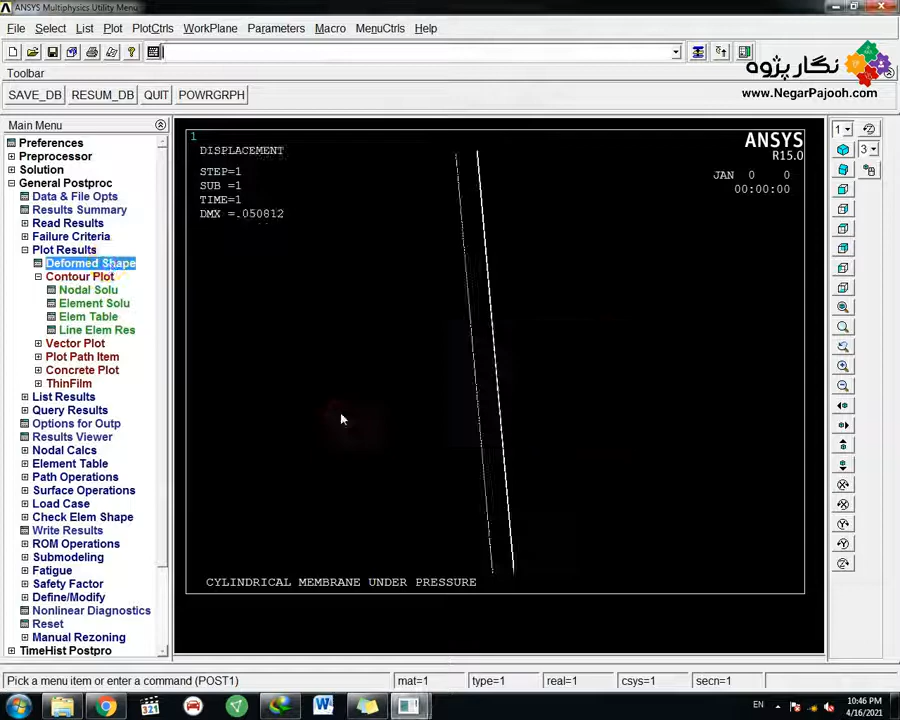 ANSYS Multiphysics Utility Menu
File Select List Plot PlotCtrls WorkPlane Parameters Macro MenuCtrls Help
نگار پژوه
www.NegarPajooh.com
Toolbar
SAVE_DB RESUM_DB QUIT POWRGRPH
Main Menu
Preferences
Preprocessor
Solution
General Postproc
Data & File Opts
Results Summary
Read Results
Failure Criteria
Plot Results
Deformed Shape
Contour Plot
Nodal Solu
Element Solu
Elem Table
Line Elem Res
Vector Plot
Plot Path Item
Concrete Plot
ThinFilm
List Results
Query Results
Options for Outp
Results Viewer
Nodal Calcs
Element Table
Path Operations
Surface Operations
Load Case
Check Elem Shape
Write Results
ROM Operations
Submodeling
Fatigue
Safety Factor
Define/Modify
Nonlinear Diagnostics
Reset
Manual Rezoning
TimeHist Postpro
1
DISPLACEMENT
STEP=1
SUB =1
TIME=1
DMX =.050812
ANSYS
R15.0
JAN 0 0
00:00:00
CYLINDRICAL MEMBRANE UNDER PRESSURE
1
3
Pick a menu item or enter a command (POST1) mat=1 type=1 real=1 csys=1 secn=1
321
EN
10:46 PM
4/16/2021